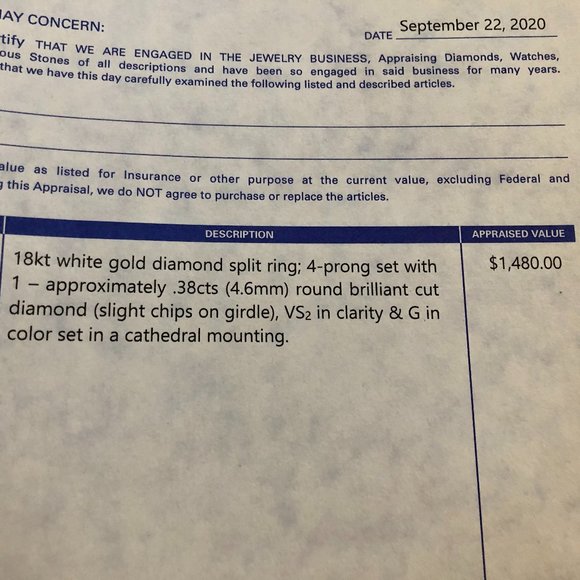 MAY CONCERN:
DATE September 22, 2020
tify THAT WE ARE ENGAGED IN THE JEWELRY BUSINESS, Appraising Diamonds, Watches,
ous Stones of all descriptions and have been so engaged in said business for many years.
that we have this day carefully examined the following listed and described articles.
alue as listed for Insurance or other purpose at the current value, excluding Federal and
g this Appraisal, we do NOT agree to purchase or replace the articles.
DESCRIPTION APPRAISED VALUE
18kt white gold diamond split ring; 4-prong set with $1,480.00
1 – approximately .38cts (4.6mm) round brilliant cut
diamond (slight chips on girdle), VS₂ in clarity & G in
color set in a cathedral mounting.